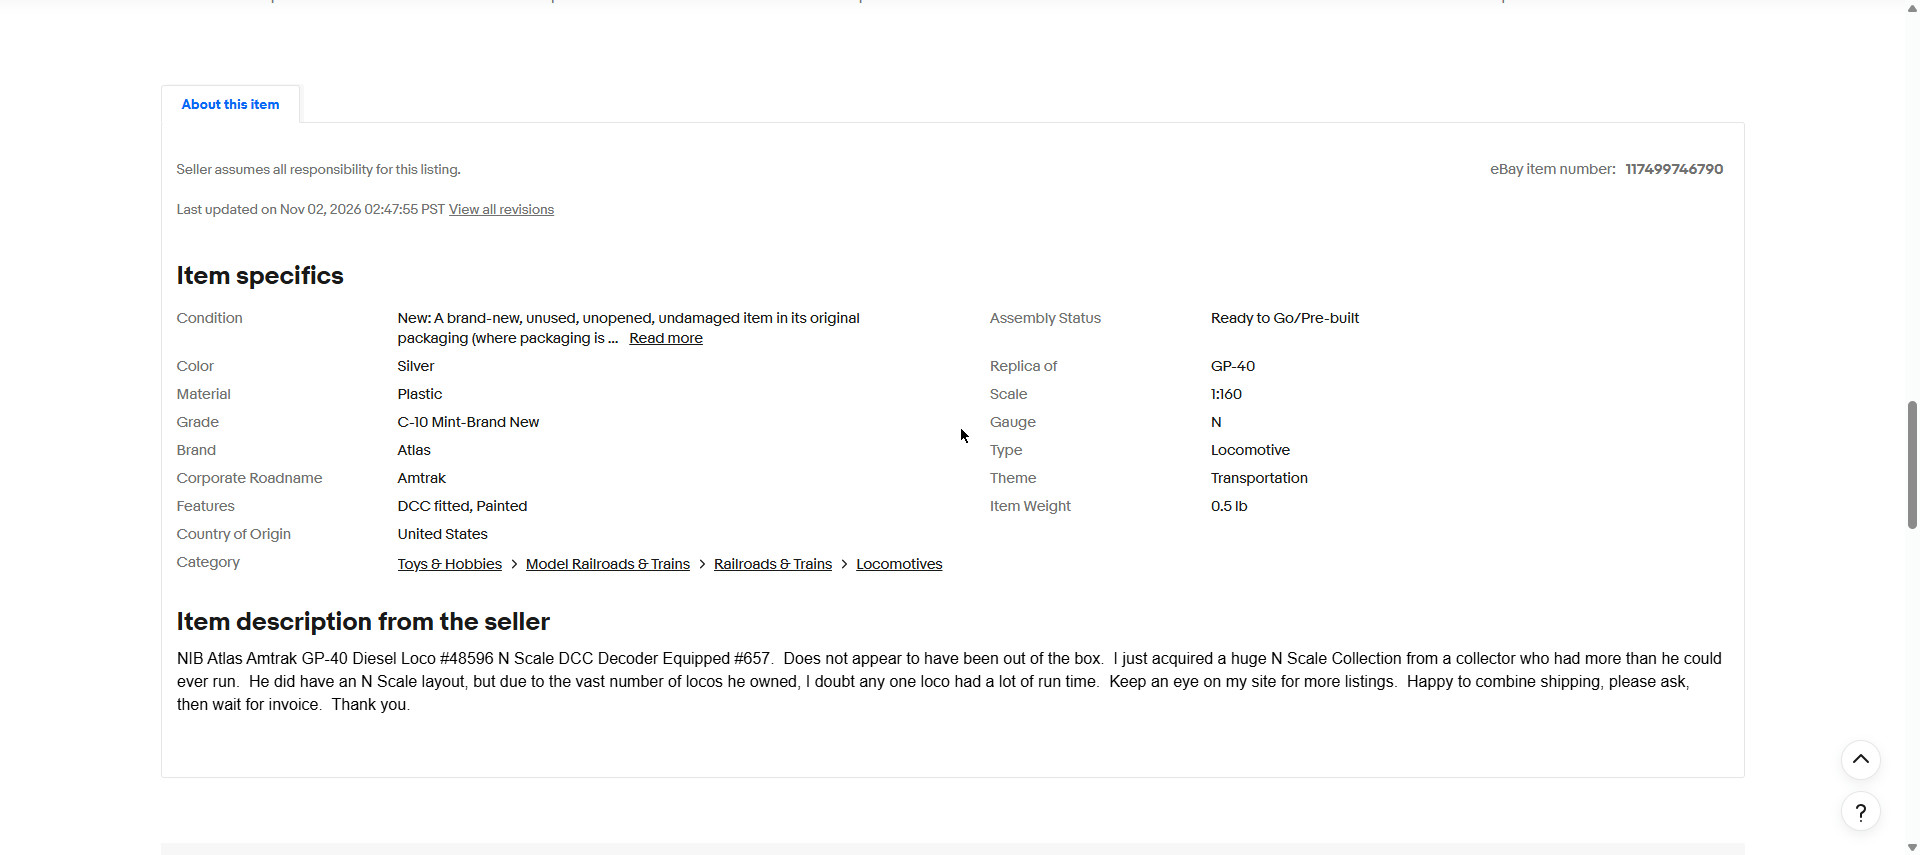 About this item
Seller assumes all responsibility for this listing.
eBay item number: 117499746790
Last updated on Nov 02, 2026 02:47:55 PST View all revisions
Item specifics
Condition
New: A brand-new, unused, unopened, undamaged item in its original
packaging (where packaging is ... Read more
Assembly Status
Ready to Go/Pre-built
Color
Silver
Replica of
GP-40
Material
Plastic
Scale
1:160
Grade
C-10 Mint-Brand New
Gauge
N
Brand
Atlas
Type
Locomotive
Corporate Roadname
Amtrak
Theme
Transportation
Features
DCC fitted, Painted
Item Weight
0.5 lb
Country of Origin
United States
Category
Toys & Hobbies > Model Railroads & Trains > Railroads & Trains > Locomotives
Item description from the seller
NIB Atlas Amtrak GP-40 Diesel Loco #48596 N Scale DCC Decoder Equipped #657.  Does not appear to have been out of the box.  I just acquired a huge N Scale Collection from a collector who had more than he could
ever run.  He did have an N Scale layout, but due to the vast number of locos he owned, I doubt any one loco had a lot of run time.  Keep an eye on my site for more listings.  Happy to combine shipping, please ask,
then wait for invoice.  Thank you.
?